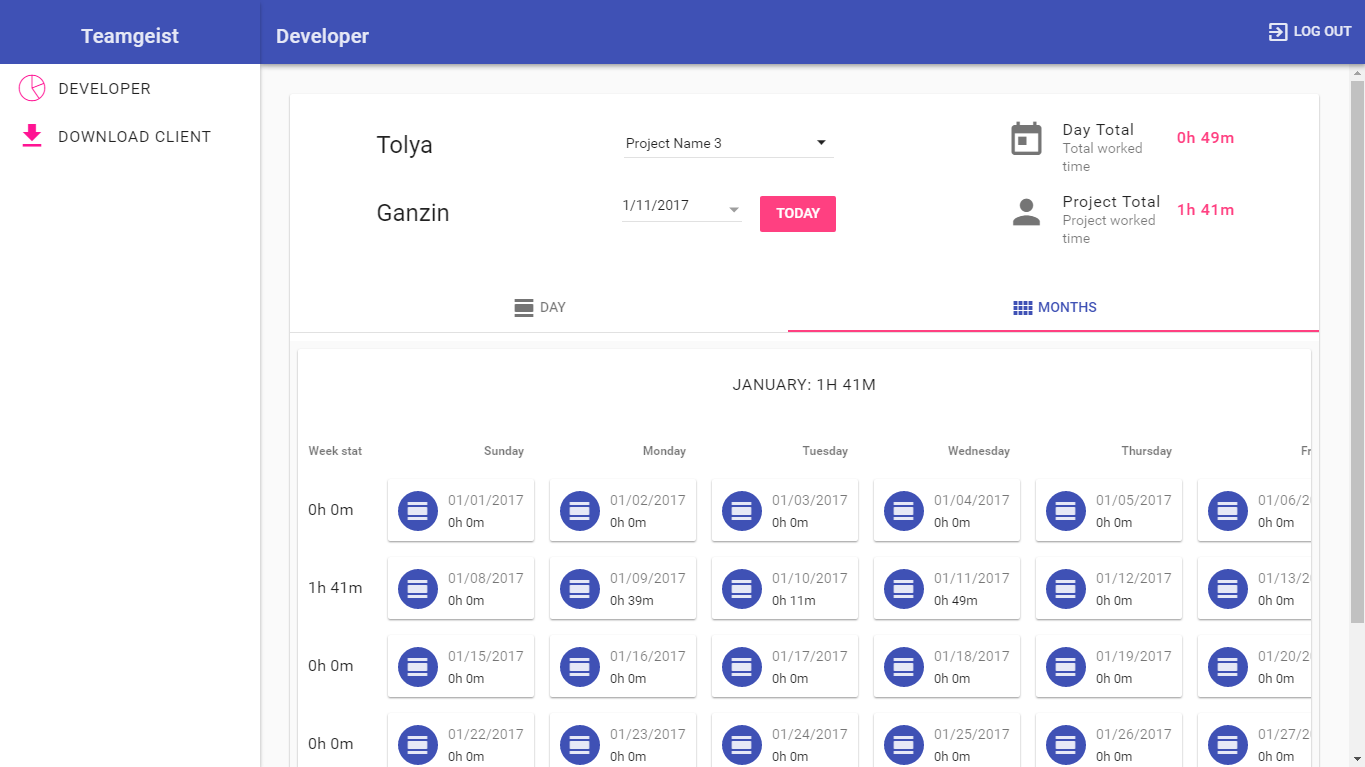 Teamgeist
Developer
LOG OUT
DEVELOPER
DOWNLOAD CLIENT
Tolya
Project Name 3
Day Total
Total worked
time
0h 49m
Ganzin
1/11/2017
TODAY
Project Total
Project worked
time
1h 41m
DAY
MONTHS
JANUARY: 1H 41M
Week stat Sunday Monday Tuesday Wednesday Thursday Fr
0h 0m
01/01/2017 01/02/2017 01/03/2017 01/04/2017 01/05/2017 01/06/2
0h 0m 0h 0m 0h 0m 0h 0m 0h 0m 0h 0m
1h 41m
01/08/2017 01/09/2017 01/10/2017 01/11/2017 01/12/2017 01/13/2
0h 0m 0h 39m 0h 11m 0h 49m 0h 0m 0h 0m
0h 0m
01/15/2017 01/16/2017 01/17/2017 01/18/2017 01/19/2017 01/20/2
0h 0m 0h 0m 0h 0m 0h 0m 0h 0m 0h 0m
0h 0m
01/22/2017 01/23/2017 01/24/2017 01/25/2017 01/26/2017 01/27/2
0h 0m 0h 0m 0h 0m 0h 0m 0h 0m 0h 0m